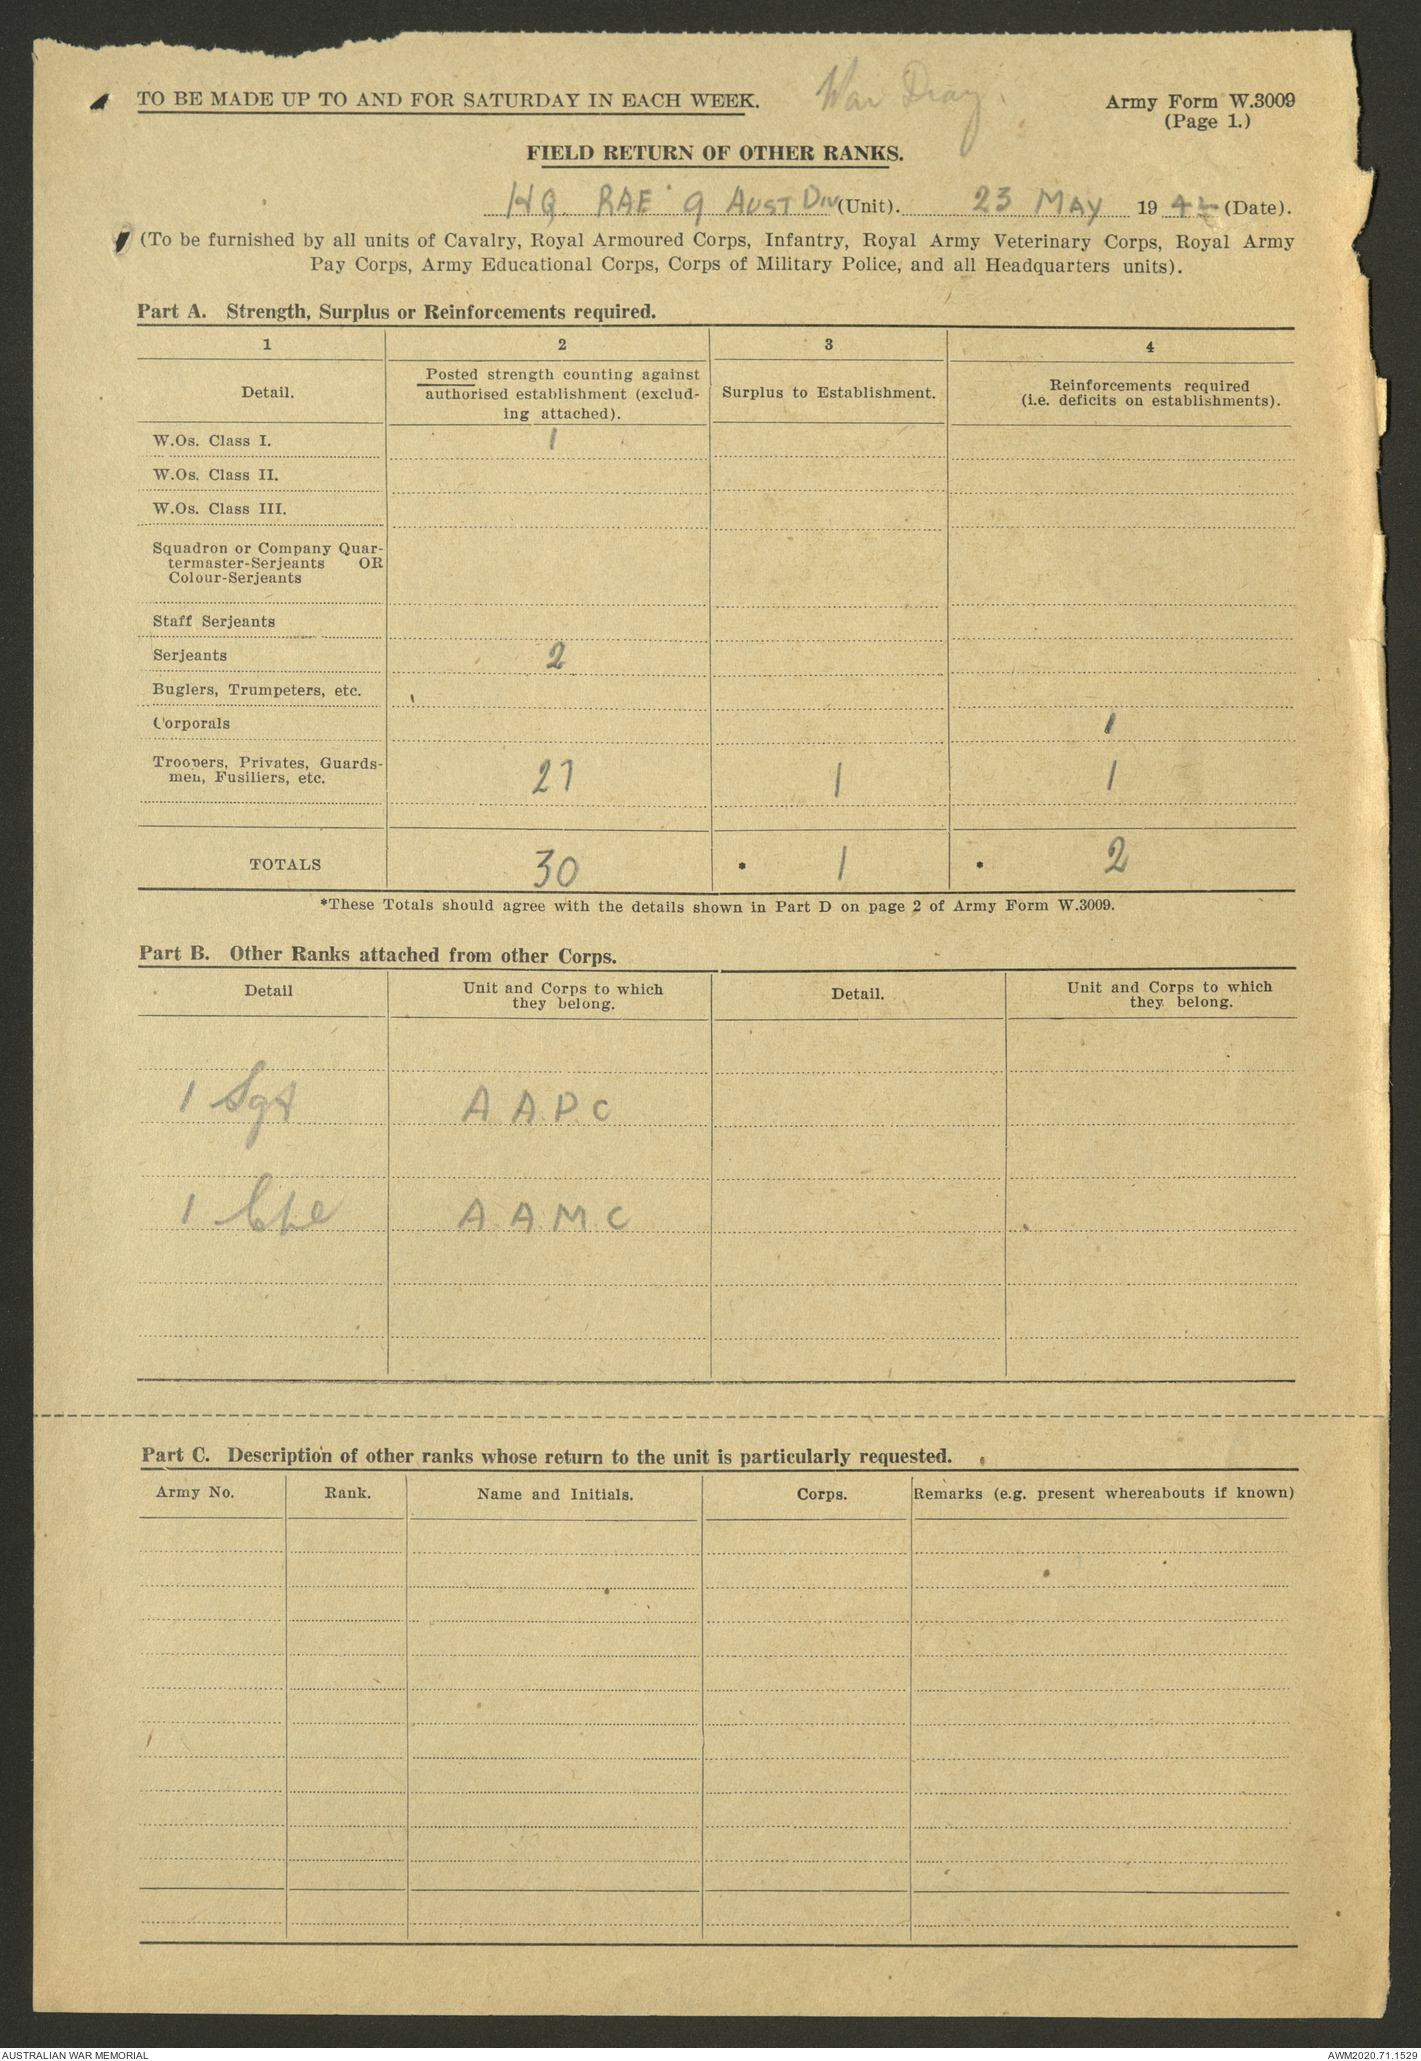 War Diary.
TO BE MADE UP TO AND FOR SATURDAY IN EACH WEEK.
Army Form W.3009
(Page 1.)
FIELD RETURN OF OTHER RANKS.
HQ. RAE 9 AUST DIV (Unit). 23 MAY 1942 (Date).
(To be furnished by all units of Cavalry, Royal Armoured Corps, Infantry, Royal Army Veterinary Corps, Royal Army
Pay Corps, Army Educational Corps, Corps of Military Police, and all Headquarters units).
Part A. Strength, Surplus or Reinforcements required.
1 2 3 4
Detail.
Posted strength counting against
authorised establishment (exclud-
ing attached).
Surplus to Establishment.
Reinforcements required
(i.e. deficits on establishments).
W.Os. Class I. 1
W.Os. Class II.
W.Os. Class III.
Squadron or Company Quar-
termaster-Serjeants OR
Colour-Serjeants
Staff Serjeants
Serjeants 2
Buglers, Trumpeters, etc.
Corporals 1
Troopers, Privates, Guards-
men, Fusiliers, etc. 27 1 1
TOTALS 30 * 1 * 2
*These Totals should agree with the details shown in Part D on page 2 of Army Form W.3009.
Part B. Other Ranks attached from other Corps.
Detail
Unit and Corps to which
they belong.
Detail.
Unit and Corps to which
they belong.
1 Sgt A A P C
1 Cpl A A M C
Part C. Description of other ranks whose return to the unit is particularly requested.
Army No. Rank. Name and Initials. Corps. Remarks (e.g. present whereabouts if known)
AUSTRALIAN WAR MEMORIAL
AWM2020.71.1529